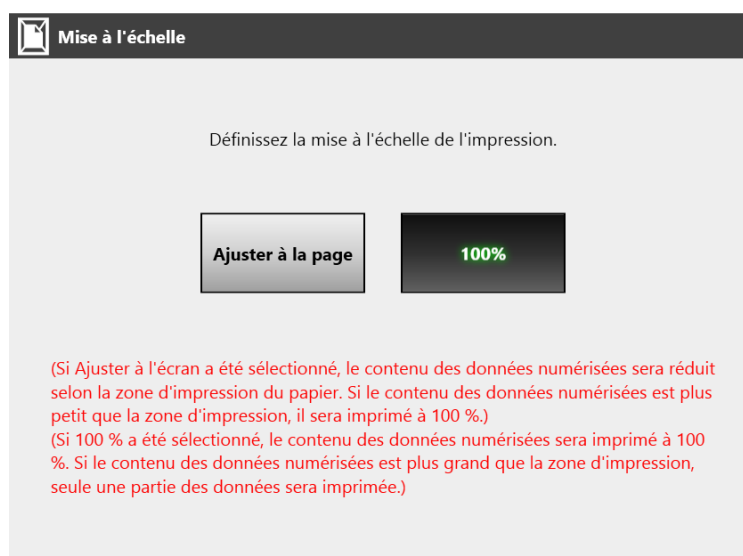 Mise à l'échelle
Définissez la mise à l'échelle de l'impression.
Ajuster à la page
100%
(Si Ajuster à l'écran a été sélectionné, le contenu des données numérisées sera réduit
selon la zone d'impression du papier. Si le contenu des données numérisées est plus
petit que la zone d'impression, il sera imprimé à 100 %.)
(Si 100 % a été sélectionné, le contenu des données numérisées sera imprimé à 100
%. Si le contenu des données numérisées est plus grand que la zone d'impression,
seule une partie des données sera imprimée.)